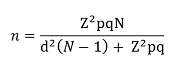 n = Z²pqN / d²(N − 1) + Z²pq